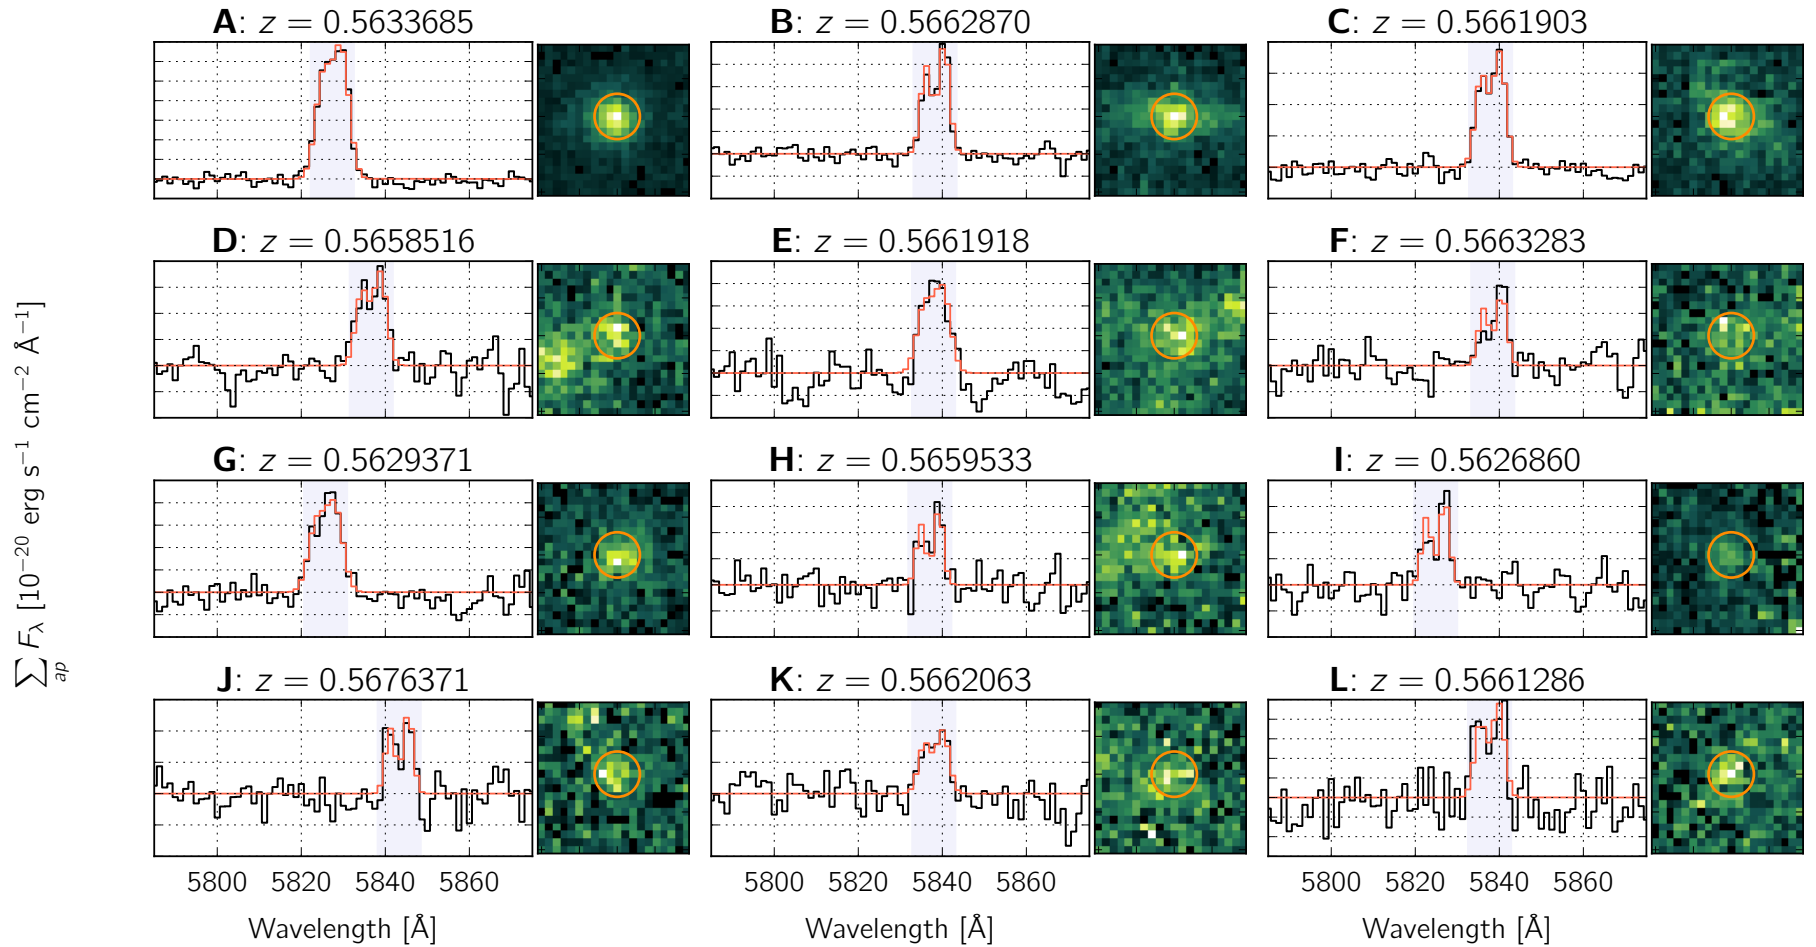 A: z = 0.5633685
B: z = 0.5662870
C: z = 0.5661903
D: z = 0.5658516
E: z = 0.5661918
F: z = 0.5663283
G: z = 0.5629371
H: z = 0.5659533
I: z = 0.5626860
J: z = 0.5676371
K: z = 0.5662063
L: z = 0.5661286
∑ap Fλ [10⁻²⁰ erg s⁻¹ cm⁻² Å⁻¹]
5800 5820 5840 5860
5800 5820 5840 5860
5800 5820 5840 5860
Wavelength [Å]
Wavelength [Å]
Wavelength [Å]